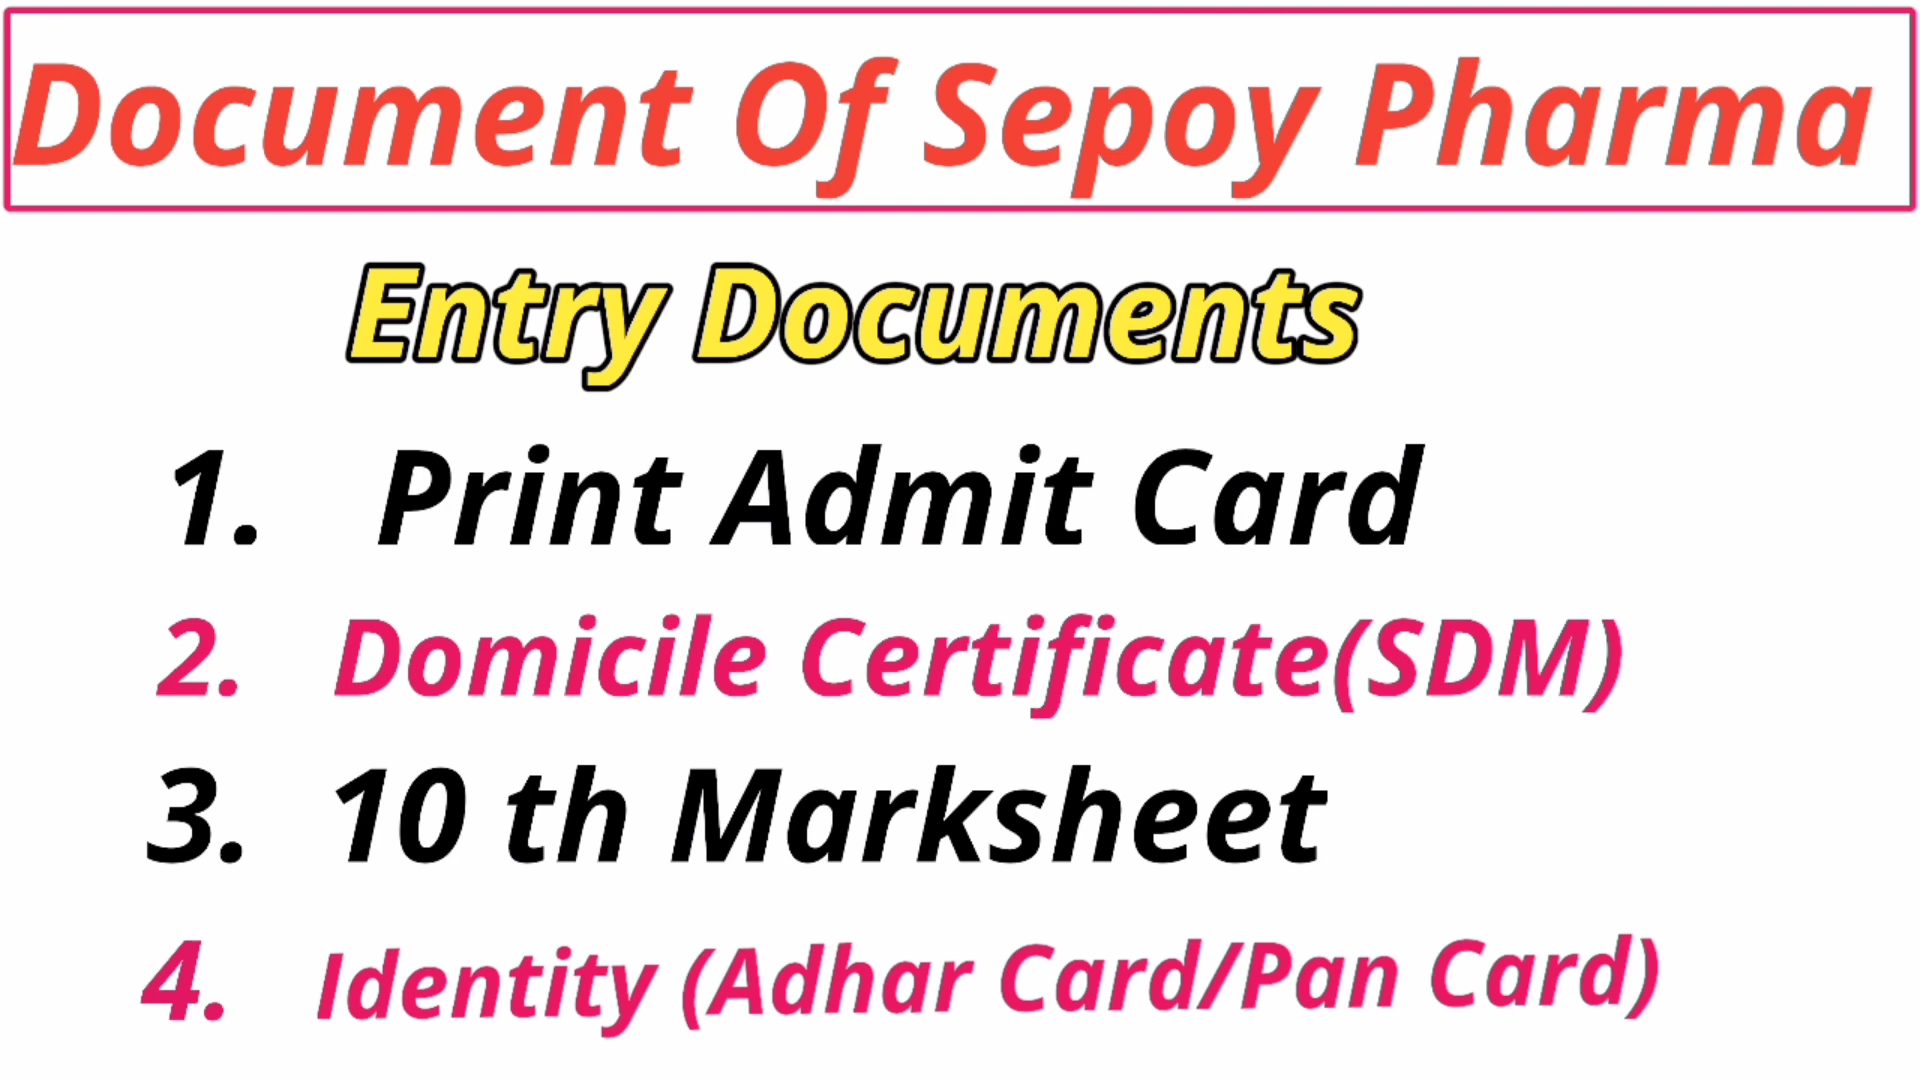 Document Of Sepoy Pharma
Entry Documents
1. Print Admit Card
2. Domicile Certificate(SDM)
3. 10 th Marksheet
4. Identity (Adhar Card/Pan Card)